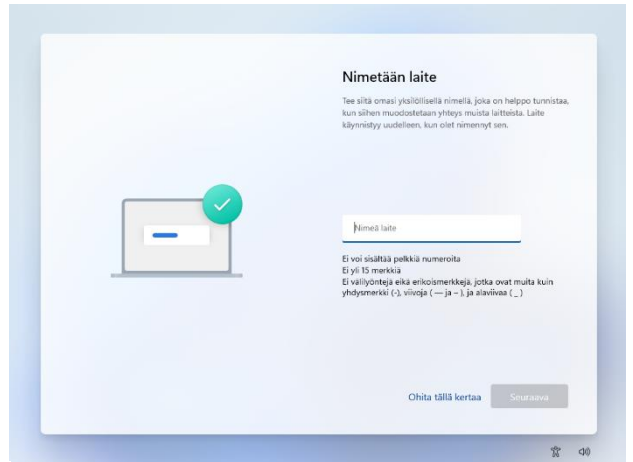 Nimetään laite
Tee siitä omasi yksilöllisellä nimellä, joka on helppo tunnistaa,
kun siihen muodostetaan yhteys muista laitteista. Laite
käynnistyy uudelleen, kun olet nimennyt sen.
Nimeä laite
Ei voi sisältää pelkkiä numeroita
Ei yli 15 merkkiä
Ei välilyöntejä eikä erikoismerkkejä, jotka ovat muita kuin
yhdysmerkki (-), viivoja ( — ja – ), ja alaviivaa ( _ )
Ohita tällä kertaa
Seuraava